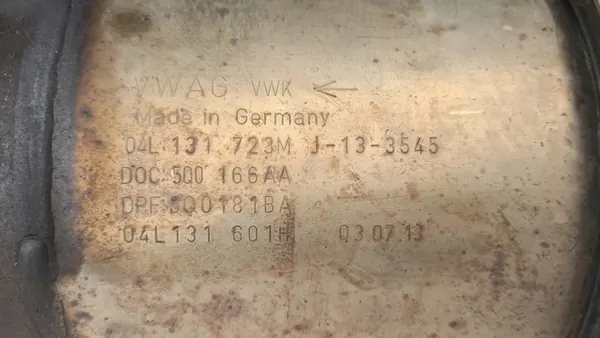 VWAG VWK ←
Made in Germany
04L 131 723M J-13-3545
DOC:5Q0 166AA
DPF:5Q0181BA
04L131 601H 03.07.13